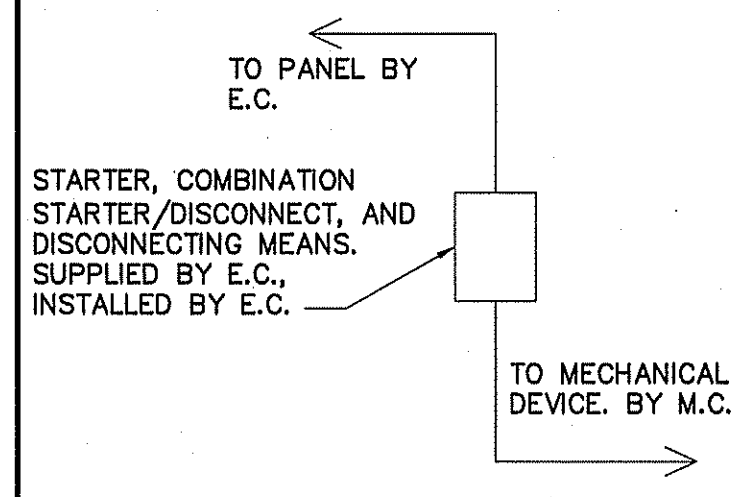 TO PANEL BY
E.C.
STARTER, COMBINATION
STARTER/DISCONNECT, AND
DISCONNECTING MEANS.
SUPPLIED BY E.C.,
INSTALLED BY E.C.
TO MECHANICAL
DEVICE. BY M.C.